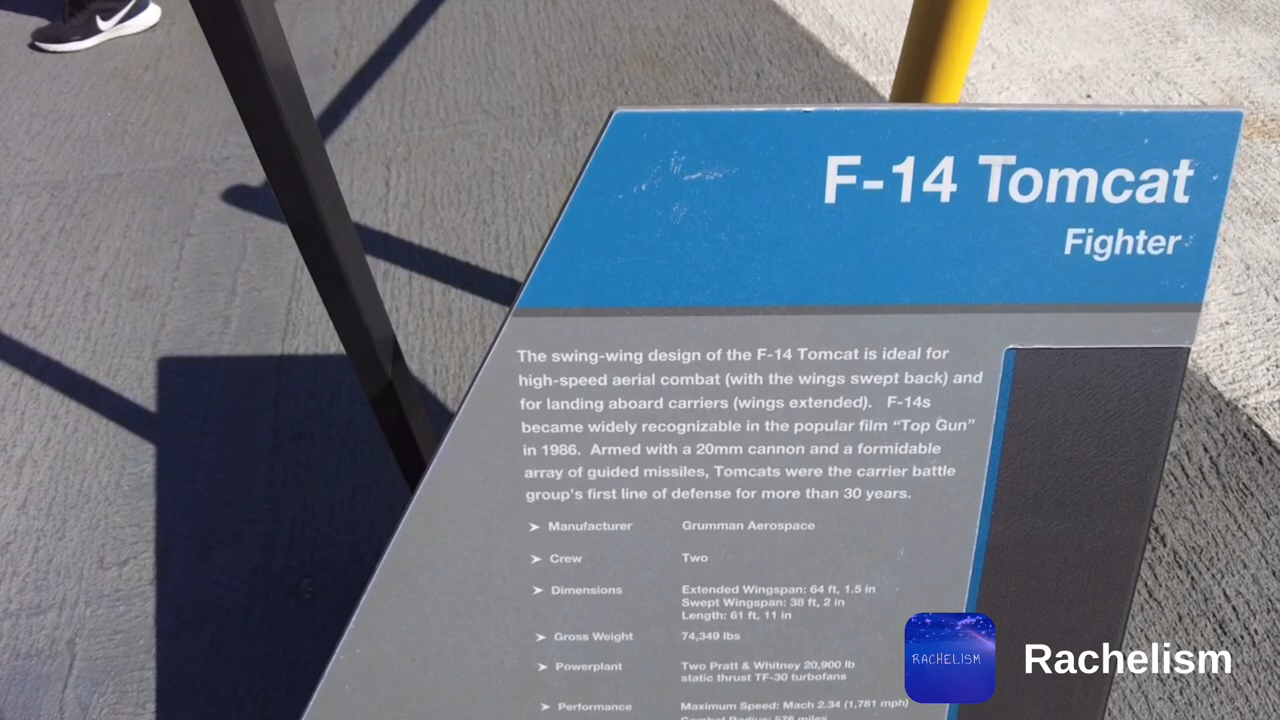 F-14 Tomcat
Fighter
The swing-wing design of the F-14 Tomcat is ideal for
high-speed aerial combat (with the wings swept back) and
for landing aboard carriers (wings extended). F-14s
became widely recognizable in the popular film “Top Gun”
in 1986. Armed with a 20mm cannon and a formidable
array of guided missiles, Tomcats were the carrier battle
group's first line of defense for more than 30 years.
➤ Manufacturer Grumman Aerospace
➤ Crew Two
➤ Dimensions Extended Wingspan: 64 ft, 1.5 in
Swept Wingspan: 38 ft, 2 in
Length: 61 ft, 11 in
➤ Gross Weight 74,349 lbs
➤ Powerplant Two Pratt & Whitney 20,900 lb
static thrust TF-30 turbofans
➤ Performance Maximum Speed: Mach 2.34 (1,781 mph)
Combat Radius: 576 miles
RACHELISM
Rachelism